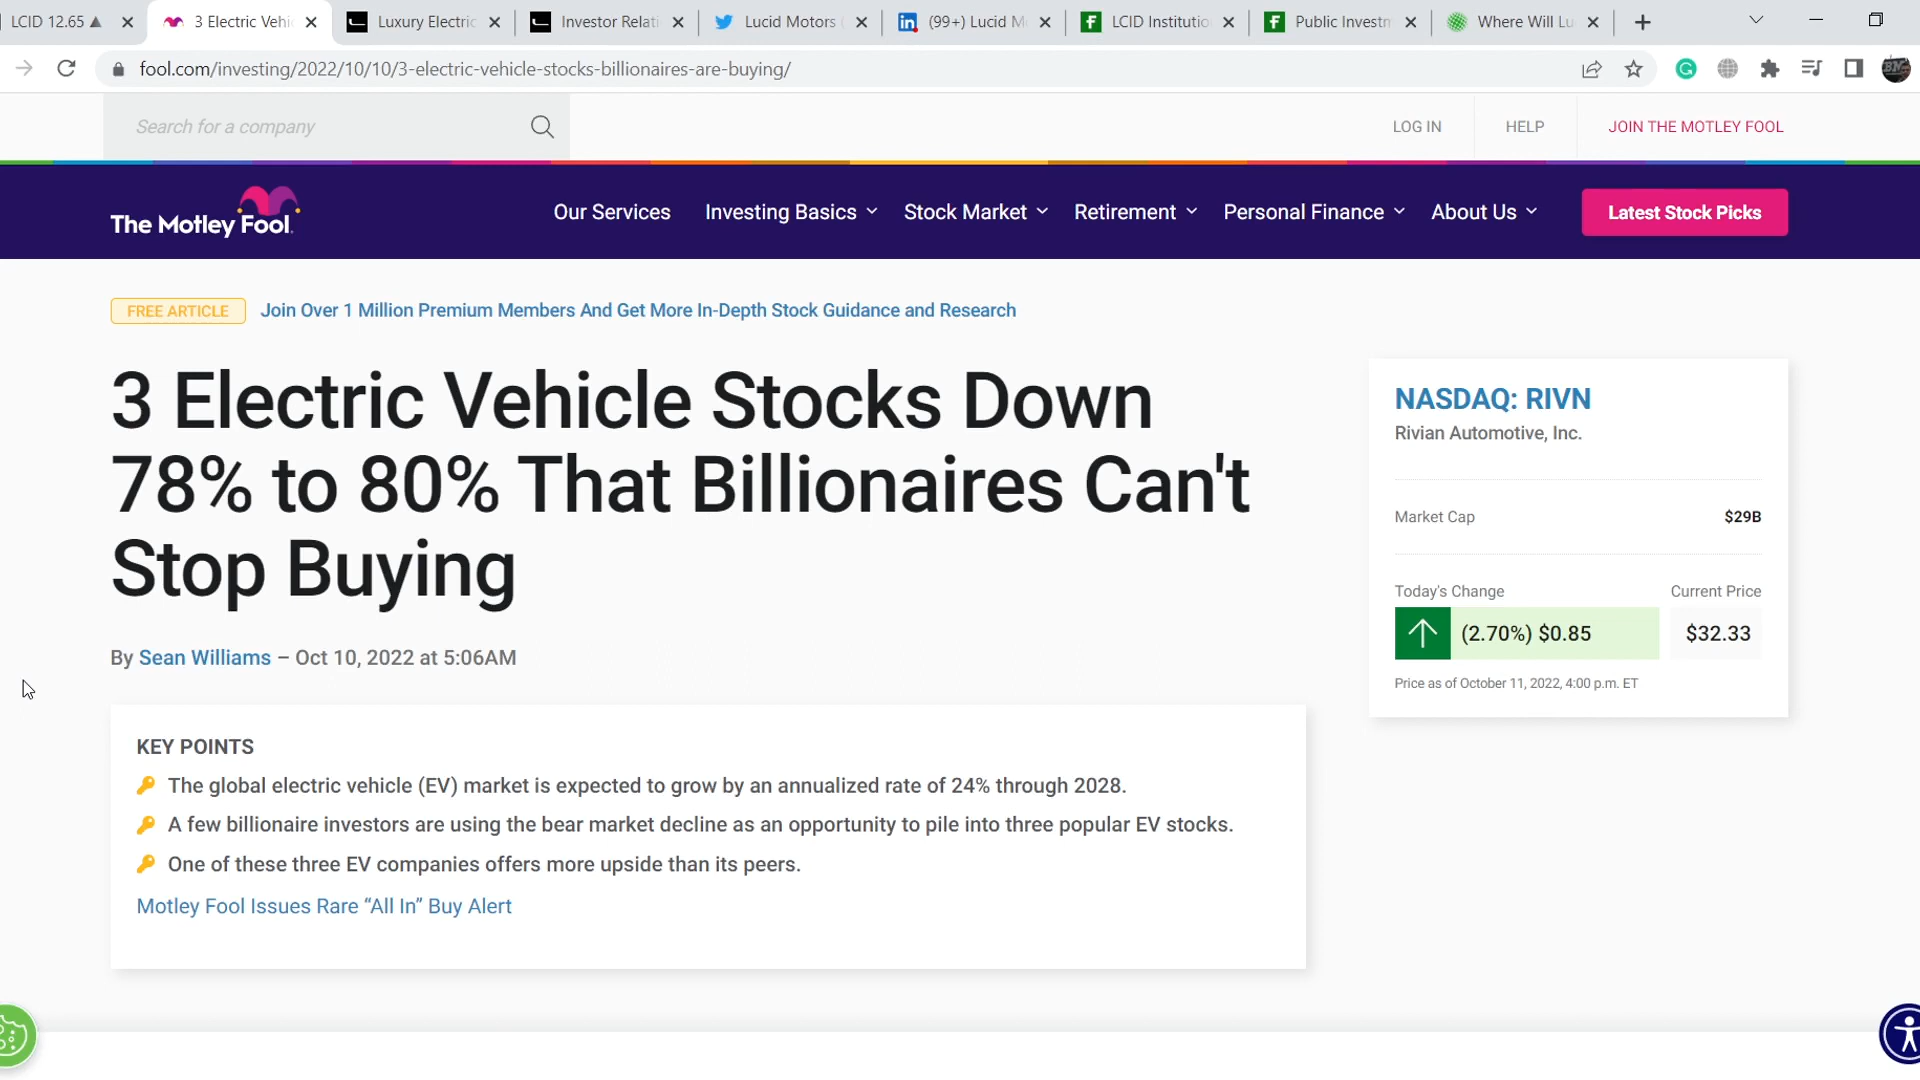 LCID 12.65 ▲
3 Electric Vehi
Luxury Electric
Investor Relati
Lucid Motors (
(99+) Lucid M
LCID Institutio
Public Investm
Where Will Lu
fool.com/investing/2022/10/10/3-electric-vehicle-stocks-billionaires-are-buying/
Search for a company
LOG IN
HELP
JOIN THE MOTLEY FOOL
The Motley Fool.
Our Services
Investing Basics
Stock Market
Retirement
Personal Finance
About Us
Latest Stock Picks
FREE ARTICLE
Join Over 1 Million Premium Members And Get More In-Depth Stock Guidance and Research
3 Electric Vehicle Stocks Down
78% to 80% That Billionaires Can't
Stop Buying
By Sean Williams – Oct 10, 2022 at 5:06AM
NASDAQ: RIVN
Rivian Automotive, Inc.
Market Cap
$29B
Today's Change
Current Price
(2.70%) $0.85
$32.33
Price as of October 11, 2022, 4:00 p.m. ET
KEY POINTS
The global electric vehicle (EV) market is expected to grow by an annualized rate of 24% through 2028.
A few billionaire investors are using the bear market decline as an opportunity to pile into three popular EV stocks.
One of these three EV companies offers more upside than its peers.
Motley Fool Issues Rare “All In” Buy Alert